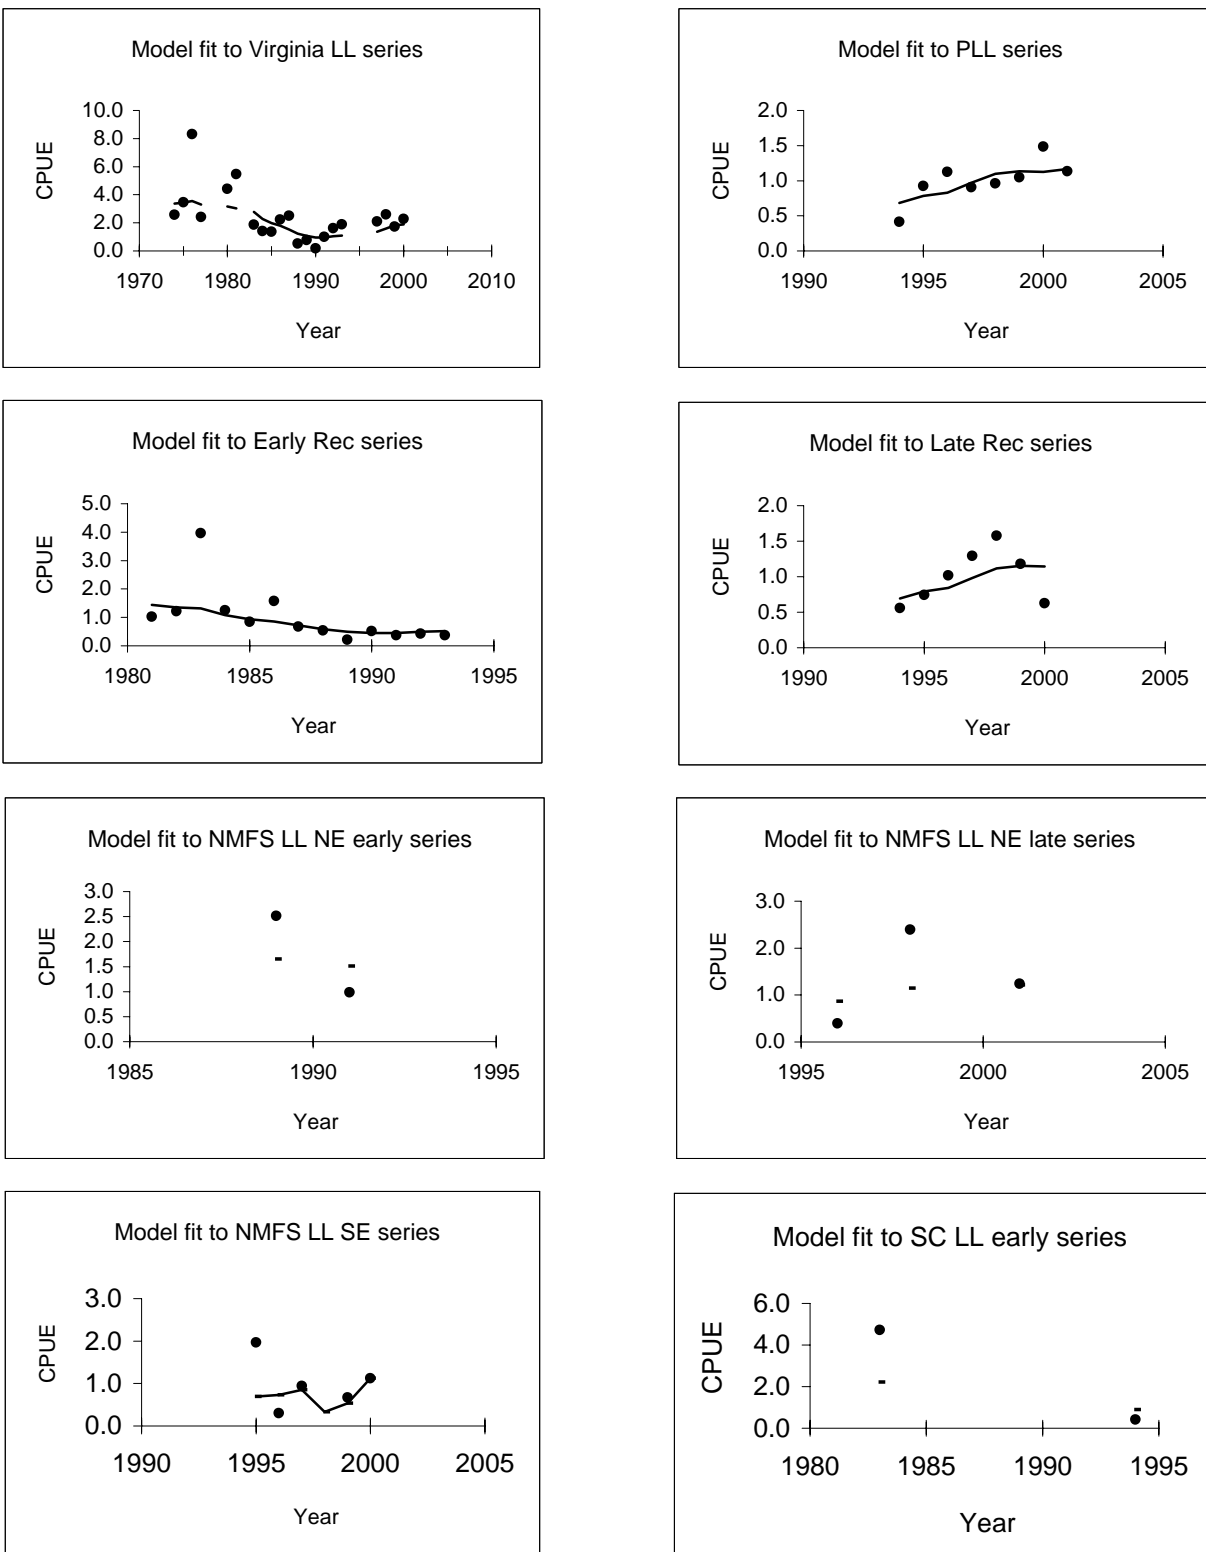 Model fit to Virginia LL series
10.0
8.0
6.0
4.0
2.0
0.0
CPUE
1970 1980 1990 2000 2010
Year
Model fit to PLL series
2.0
1.5
1.0
0.5
0.0
CPUE
1990 1995 2000 2005
Year
Model fit to Early Rec series
5.0
4.0
3.0
2.0
1.0
0.0
CPUE
1980 1985 1990 1995
Year
Model fit to Late Rec series
2.0
1.5
1.0
0.5
0.0
CPUE
1990 1995 2000 2005
Year
Model fit to NMFS LL NE early series
3.0
2.5
2.0
1.5
1.0
0.5
0.0
CPUE
1985 1990 1995
Year
Model fit to NMFS LL NE late series
3.0
2.0
1.0
0.0
CPUE
1995 2000 2005
Year
Model fit to NMFS LL SE series
3.0
2.0
1.0
0.0
CPUE
1990 1995 2000 2005
Year
Model fit to SC LL early series
6.0
4.0
2.0
0.0
CPUE
1980 1985 1990 1995
Year